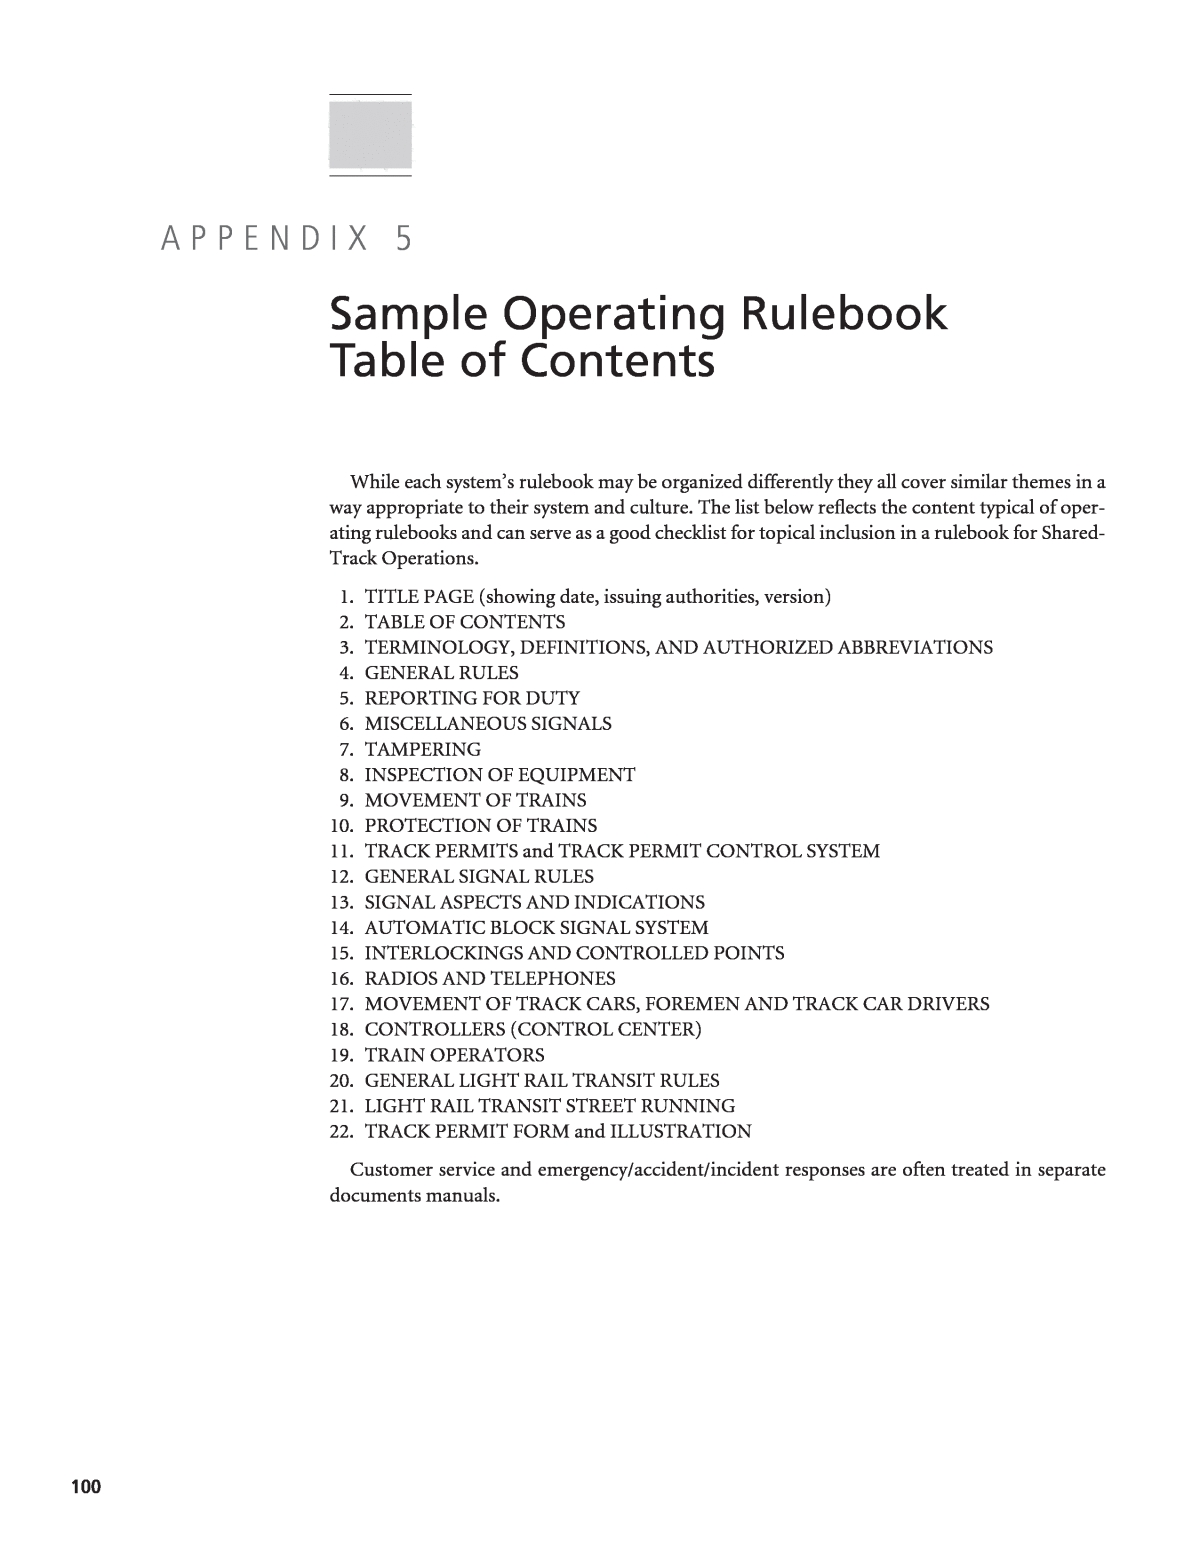 APPENDIX 5
Sample Operating Rulebook
Table of Contents
While each system’s rulebook may be organized differently they all cover similar themes in a
way appropriate to their system and culture. The list below reflects the content typical of oper-
ating rulebooks and can serve as a good checklist for topical inclusion in a rulebook for Shared-
Track Operations.
1. TITLE PAGE (showing date, issuing authorities, version)
2. TABLE OF CONTENTS
3. TERMINOLOGY, DEFINITIONS, AND AUTHORIZED ABBREVIATIONS
4. GENERAL RULES
5. REPORTING FOR DUTY
6. MISCELLANEOUS SIGNALS
7. TAMPERING
8. INSPECTION OF EQUIPMENT
9. MOVEMENT OF TRAINS
10. PROTECTION OF TRAINS
11. TRACK PERMITS and TRACK PERMIT CONTROL SYSTEM
12. GENERAL SIGNAL RULES
13. SIGNAL ASPECTS AND INDICATIONS
14. AUTOMATIC BLOCK SIGNAL SYSTEM
15. INTERLOCKINGS AND CONTROLLED POINTS
16. RADIOS AND TELEPHONES
17. MOVEMENT OF TRACK CARS, FOREMEN AND TRACK CAR DRIVERS
18. CONTROLLERS (CONTROL CENTER)
19. TRAIN OPERATORS
20. GENERAL LIGHT RAIL TRANSIT RULES
21. LIGHT RAIL TRANSIT STREET RUNNING
22. TRACK PERMIT FORM and ILLUSTRATION
Customer service and emergency/accident/incident responses are often treated in separate
documents manuals.
100